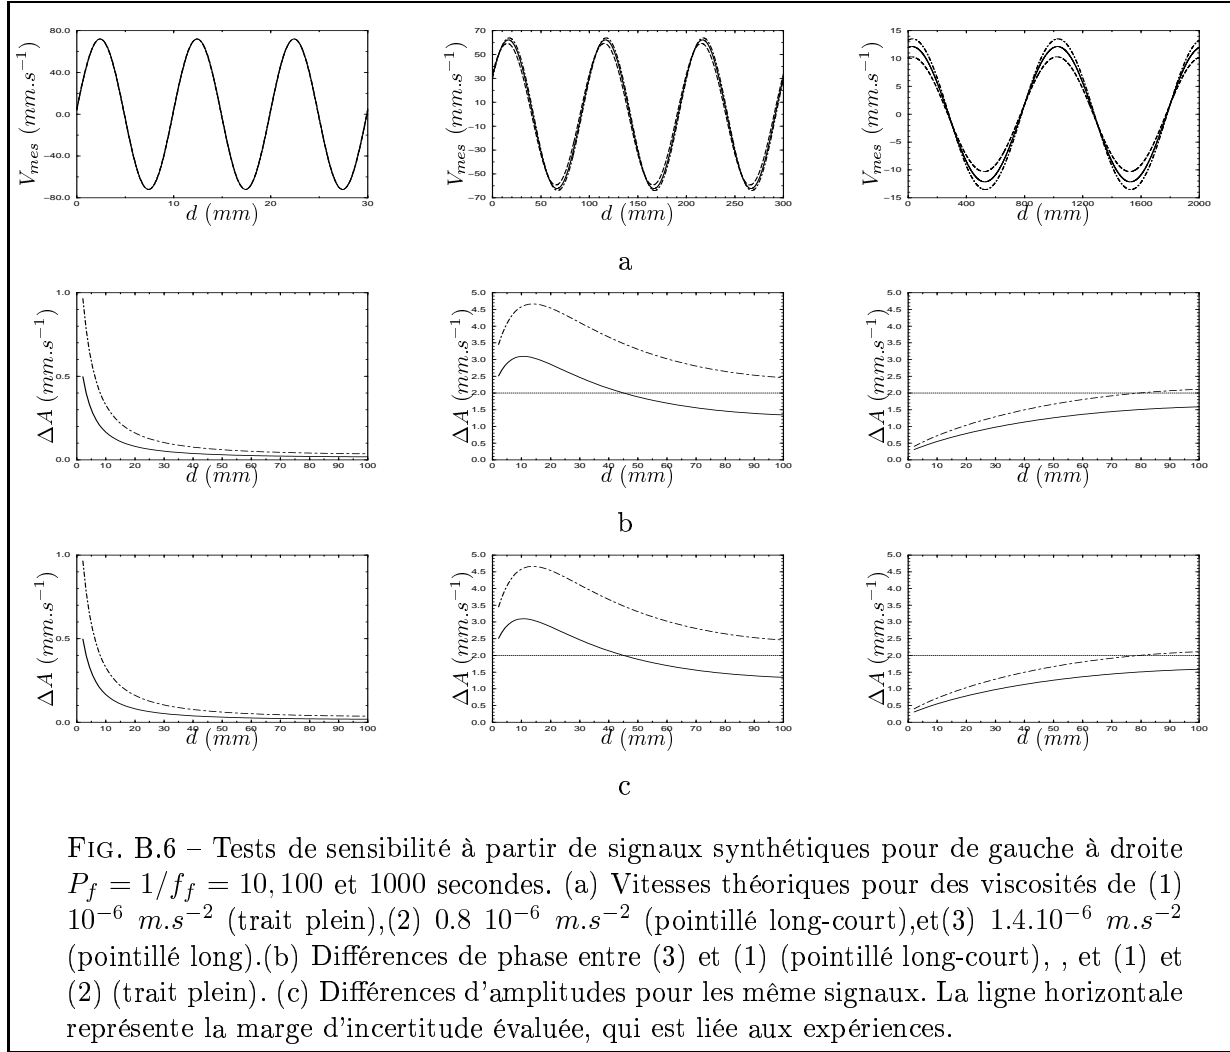 80.0
40.0
0.0
−40.0
−80.0
0
10
20
30
V_mes (mm.s⁻¹)
d (mm)
70
50
30
10
−10
−30
−50
−70
0
50
100
150
200
250
300
V_mes (mm.s⁻¹)
d (mm)
15
10
5
0
−5
−10
−15
0
400
800
1200
1600
2000
V_mes (mm.s⁻¹)
d (mm)
a
1.0
0.5
0.0
0 10 20 30 40 50 60 70 80 90 100
ΔA (mm.s⁻¹)
d (mm)
5.0
4.5
4.0
3.5
3.0
2.5
2.0
1.5
1.0
0.5
0.0
0 10 20 30 40 50 60 70 80 90 100
ΔA (mm.s⁻¹)
d (mm)
5.0
4.5
4.0
3.5
3.0
2.5
2.0
1.5
1.0
0.5
0.0
0 10 20 30 40 50 60 70 80 90 100
ΔA (mm.s⁻¹)
d (mm)
b
1.0
0.5
0.0
0 10 20 30 40 50 60 70 80 90 100
ΔA (mm.s⁻¹)
d (mm)
5.0
4.5
4.0
3.5
3.0
2.5
2.0
1.5
1.0
0.5
0.0
0 10 20 30 40 50 60 70 80 90 100
ΔA (mm.s⁻¹)
d (mm)
5.0
4.5
4.0
3.5
3.0
2.5
2.0
1.5
1.0
0.5
0.0
0 10 20 30 40 50 60 70 80 90 100
ΔA (mm.s⁻¹)
d (mm)
c
FIG. B.6 – Tests de sensibilité à partir de signaux synthétiques pour de gauche à droite
P_f = 1/f_f = 10, 100 et 1000 secondes. (a) Vitesses théoriques pour des viscosités de (1)
10⁻⁶ m.s⁻² (trait plein),(2) 0.8 10⁻⁶ m.s⁻² (pointillé long-court),et(3) 1.4.10⁻⁶ m.s⁻²
(pointillé long).(b) Différences de phase entre (3) et (1) (pointillé long-court), , et (1) et
(2) (trait plein). (c) Différences d'amplitudes pour les même signaux. La ligne horizontale
représente la marge d'incertitude évaluée, qui est liée aux expériences.